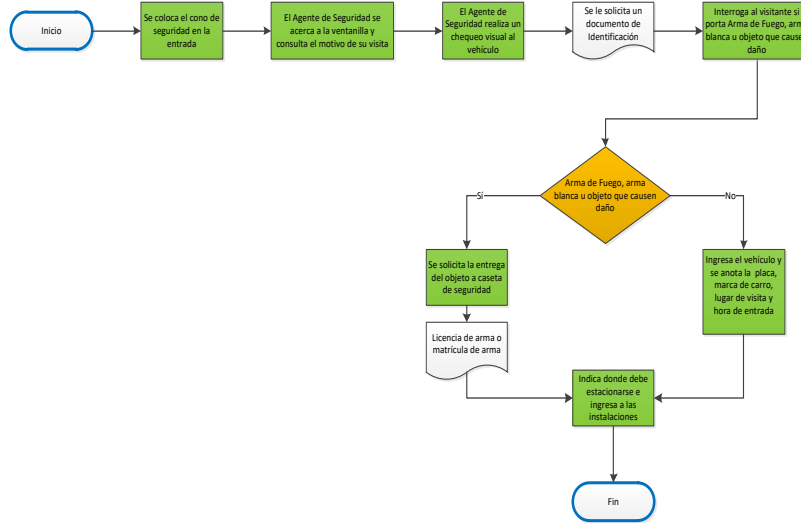 Inicio
Se coloca el cono de
seguridad en la
entrada
El Agente de Seguridad se
acerca a la ventanilla y
consulta el motivo de su visita
El Agente de
Seguridad realiza un
chequeo visual al
vehículo
Se le solicita un
documento de
Identificación
Interroga al visitante si
porta Arma de Fuego, arm
blanca u objeto que cause
daño
Arma de Fuego, arma
blanca u objeto que causen
daño
Sí
No
Se solicita la entrega
del objeto a caseta
de seguridad
Ingresa el vehículo y
se anota la placa,
marca de carro,
lugar de visita y
hora de entrada
Licencia de arma o
matrícula de arma
Indica donde debe
estacionarse e
ingresa a las
instalaciones
Fin